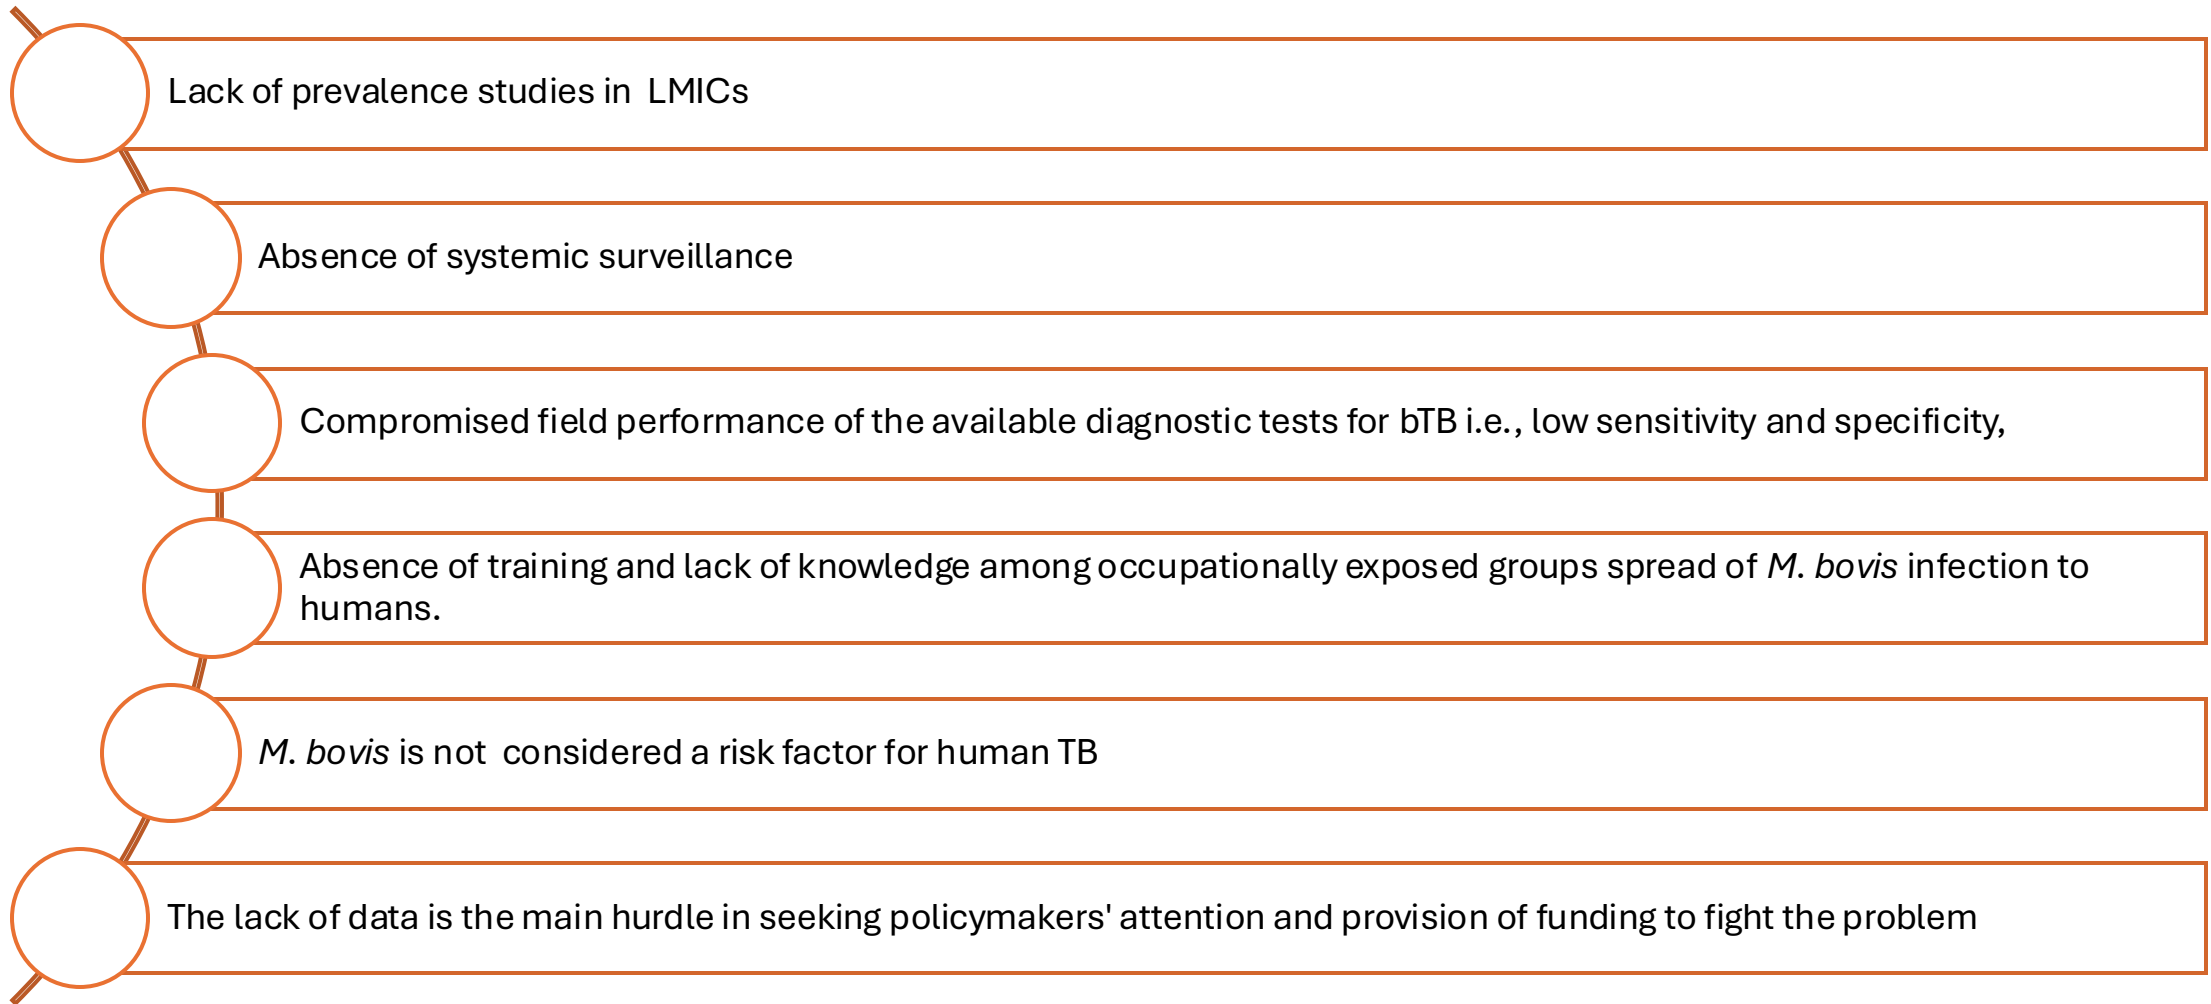 Lack of prevalence studies in  LMICs
Absence of systemic surveillance
Compromised field performance of the available diagnostic tests for bTB i.e., low sensitivity and specificity,
Absence of training and lack of knowledge among occupationally exposed groups spread of M. bovis infection to
humans.
M. bovis is not  considered a risk factor for human TB
The lack of data is the main hurdle in seeking policymakers' attention and provision of funding to fight the problem